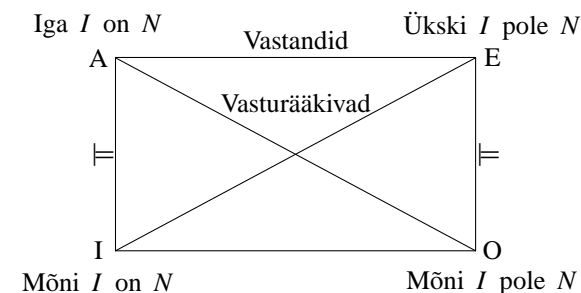 Iga I on N
Ükski I pole N
A
Vastandid
E
Vasturääkivad
⊨
⊨
I
O
Mõni I on N
Mõni I pole N